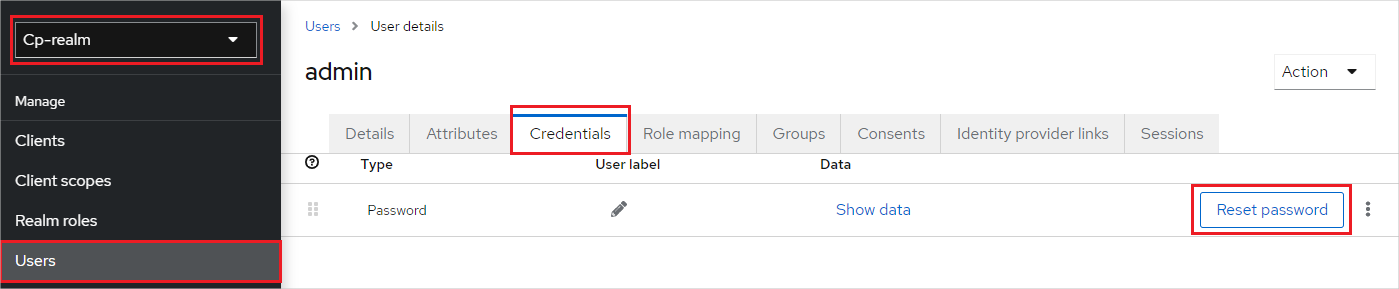 Cp-realm
Manage
Clients
Client scopes
Realm roles
Users
Users > User details
admin
Action
Details Attributes Credentials Role mapping Groups Consents Identity provider links Sessions
Type User label Data
Password Show data Reset password